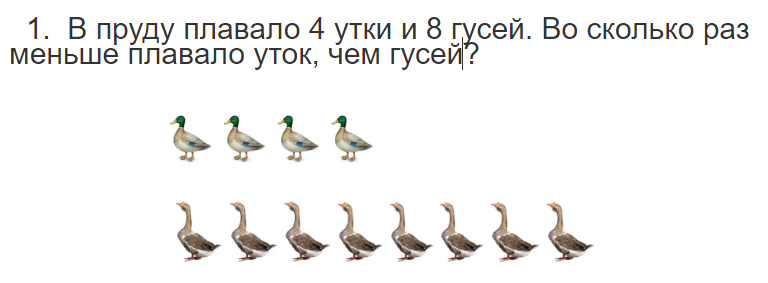 1. В пруду плавало 4 утки и 8 гусей. Во сколько раз
меньше плавало уток, чем гусей?